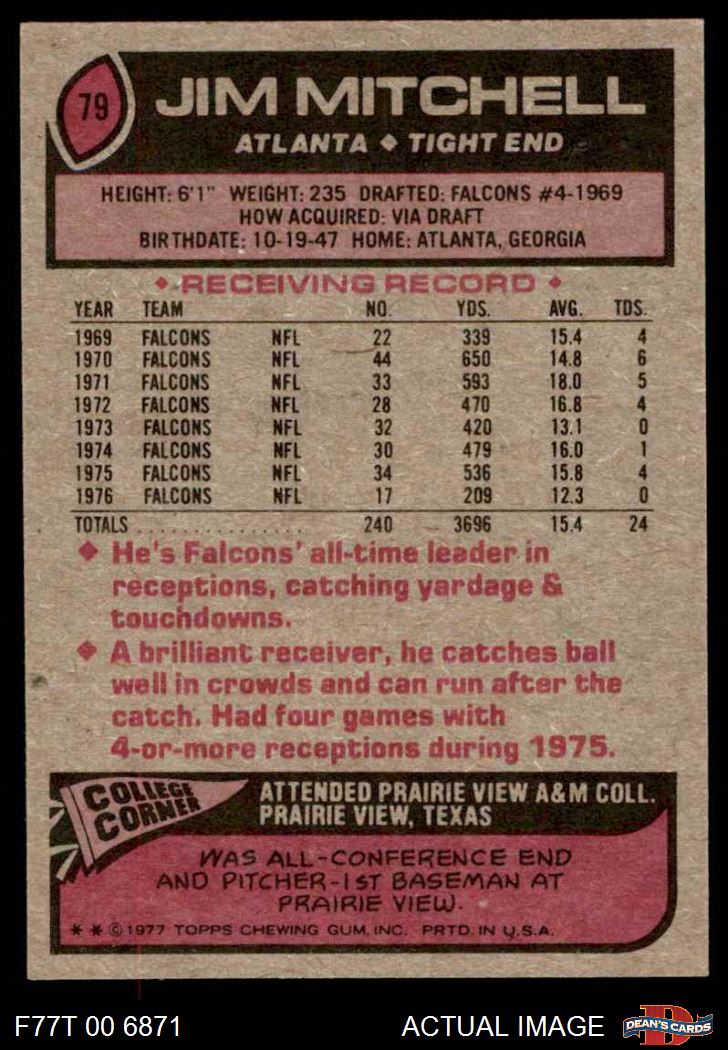 79
JIM MITCHELL
ATLANTA ◆ TIGHT END
HEIGHT: 6'1" WEIGHT: 235 DRAFTED: FALCONS #4-1969
HOW ACQUIRED: VIA DRAFT
BIRTHDATE: 10-19-47 HOME: ATLANTA, GEORGIA
◆ RECEIVING RECORD ◆
YEAR TEAM NO. YDS. AVG. TDS.
1969 FALCONS NFL 22 339 15.4 4
1970 FALCONS NFL 44 650 14.8 6
1971 FALCONS NFL 33 593 18.0 5
1972 FALCONS NFL 28 470 16.8 4
1973 FALCONS NFL 32 420 13.1 0
1974 FALCONS NFL 30 479 16.0 1
1975 FALCONS NFL 34 536 15.8 4
1976 FALCONS NFL 17 209 12.3 0
TOTALS ................ 240 3696 15.4 24
◆ He's Falcons' all-time leader in
receptions, catching yardage &
touchdowns.
◆ A brilliant receiver, he catches ball
well in crowds and can run after the
catch. Had four games with
4-or-more receptions during 1975.
COLLEGE
CORNER
ATTENDED PRAIRIE VIEW A&M COLL.
PRAIRIE VIEW, TEXAS
WAS ALL-CONFERENCE END
AND PITCHER-1ST BASEMAN AT
PRAIRIE VIEW.
* * © 1977 TOPPS CHEWING GUM, INC. PRTD. IN U.S.A.
F77T 00 6871 ACTUAL IMAGE
D
DEAN'S CARDS